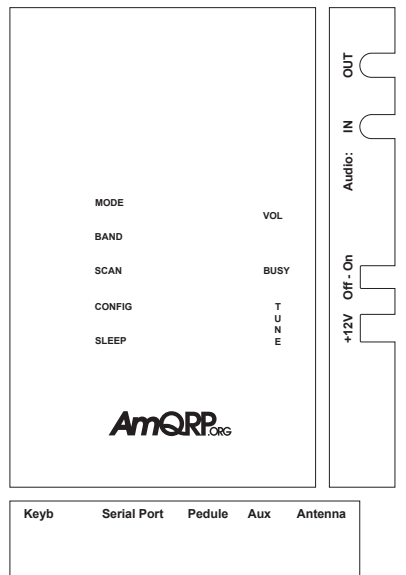 MODE
VOL
BAND
SCAN
BUSY
CONFIG
TUNE
SLEEP
AmQRP.ORG
OUT
IN
Audio:
Off - On
+12V
Keyb Serial Port Pedule Aux Antenna